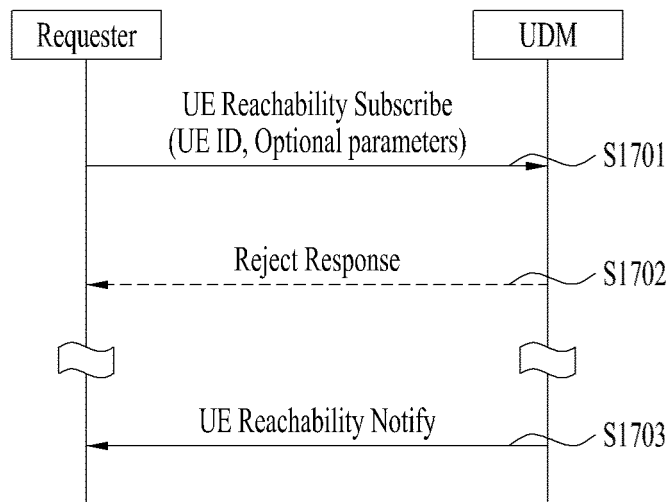 Requester
UDM
UE Reachability Subscribe
(UE ID, Optional parameters)
S1701
Reject Response
S1702
UE Reachability Notify
S1703